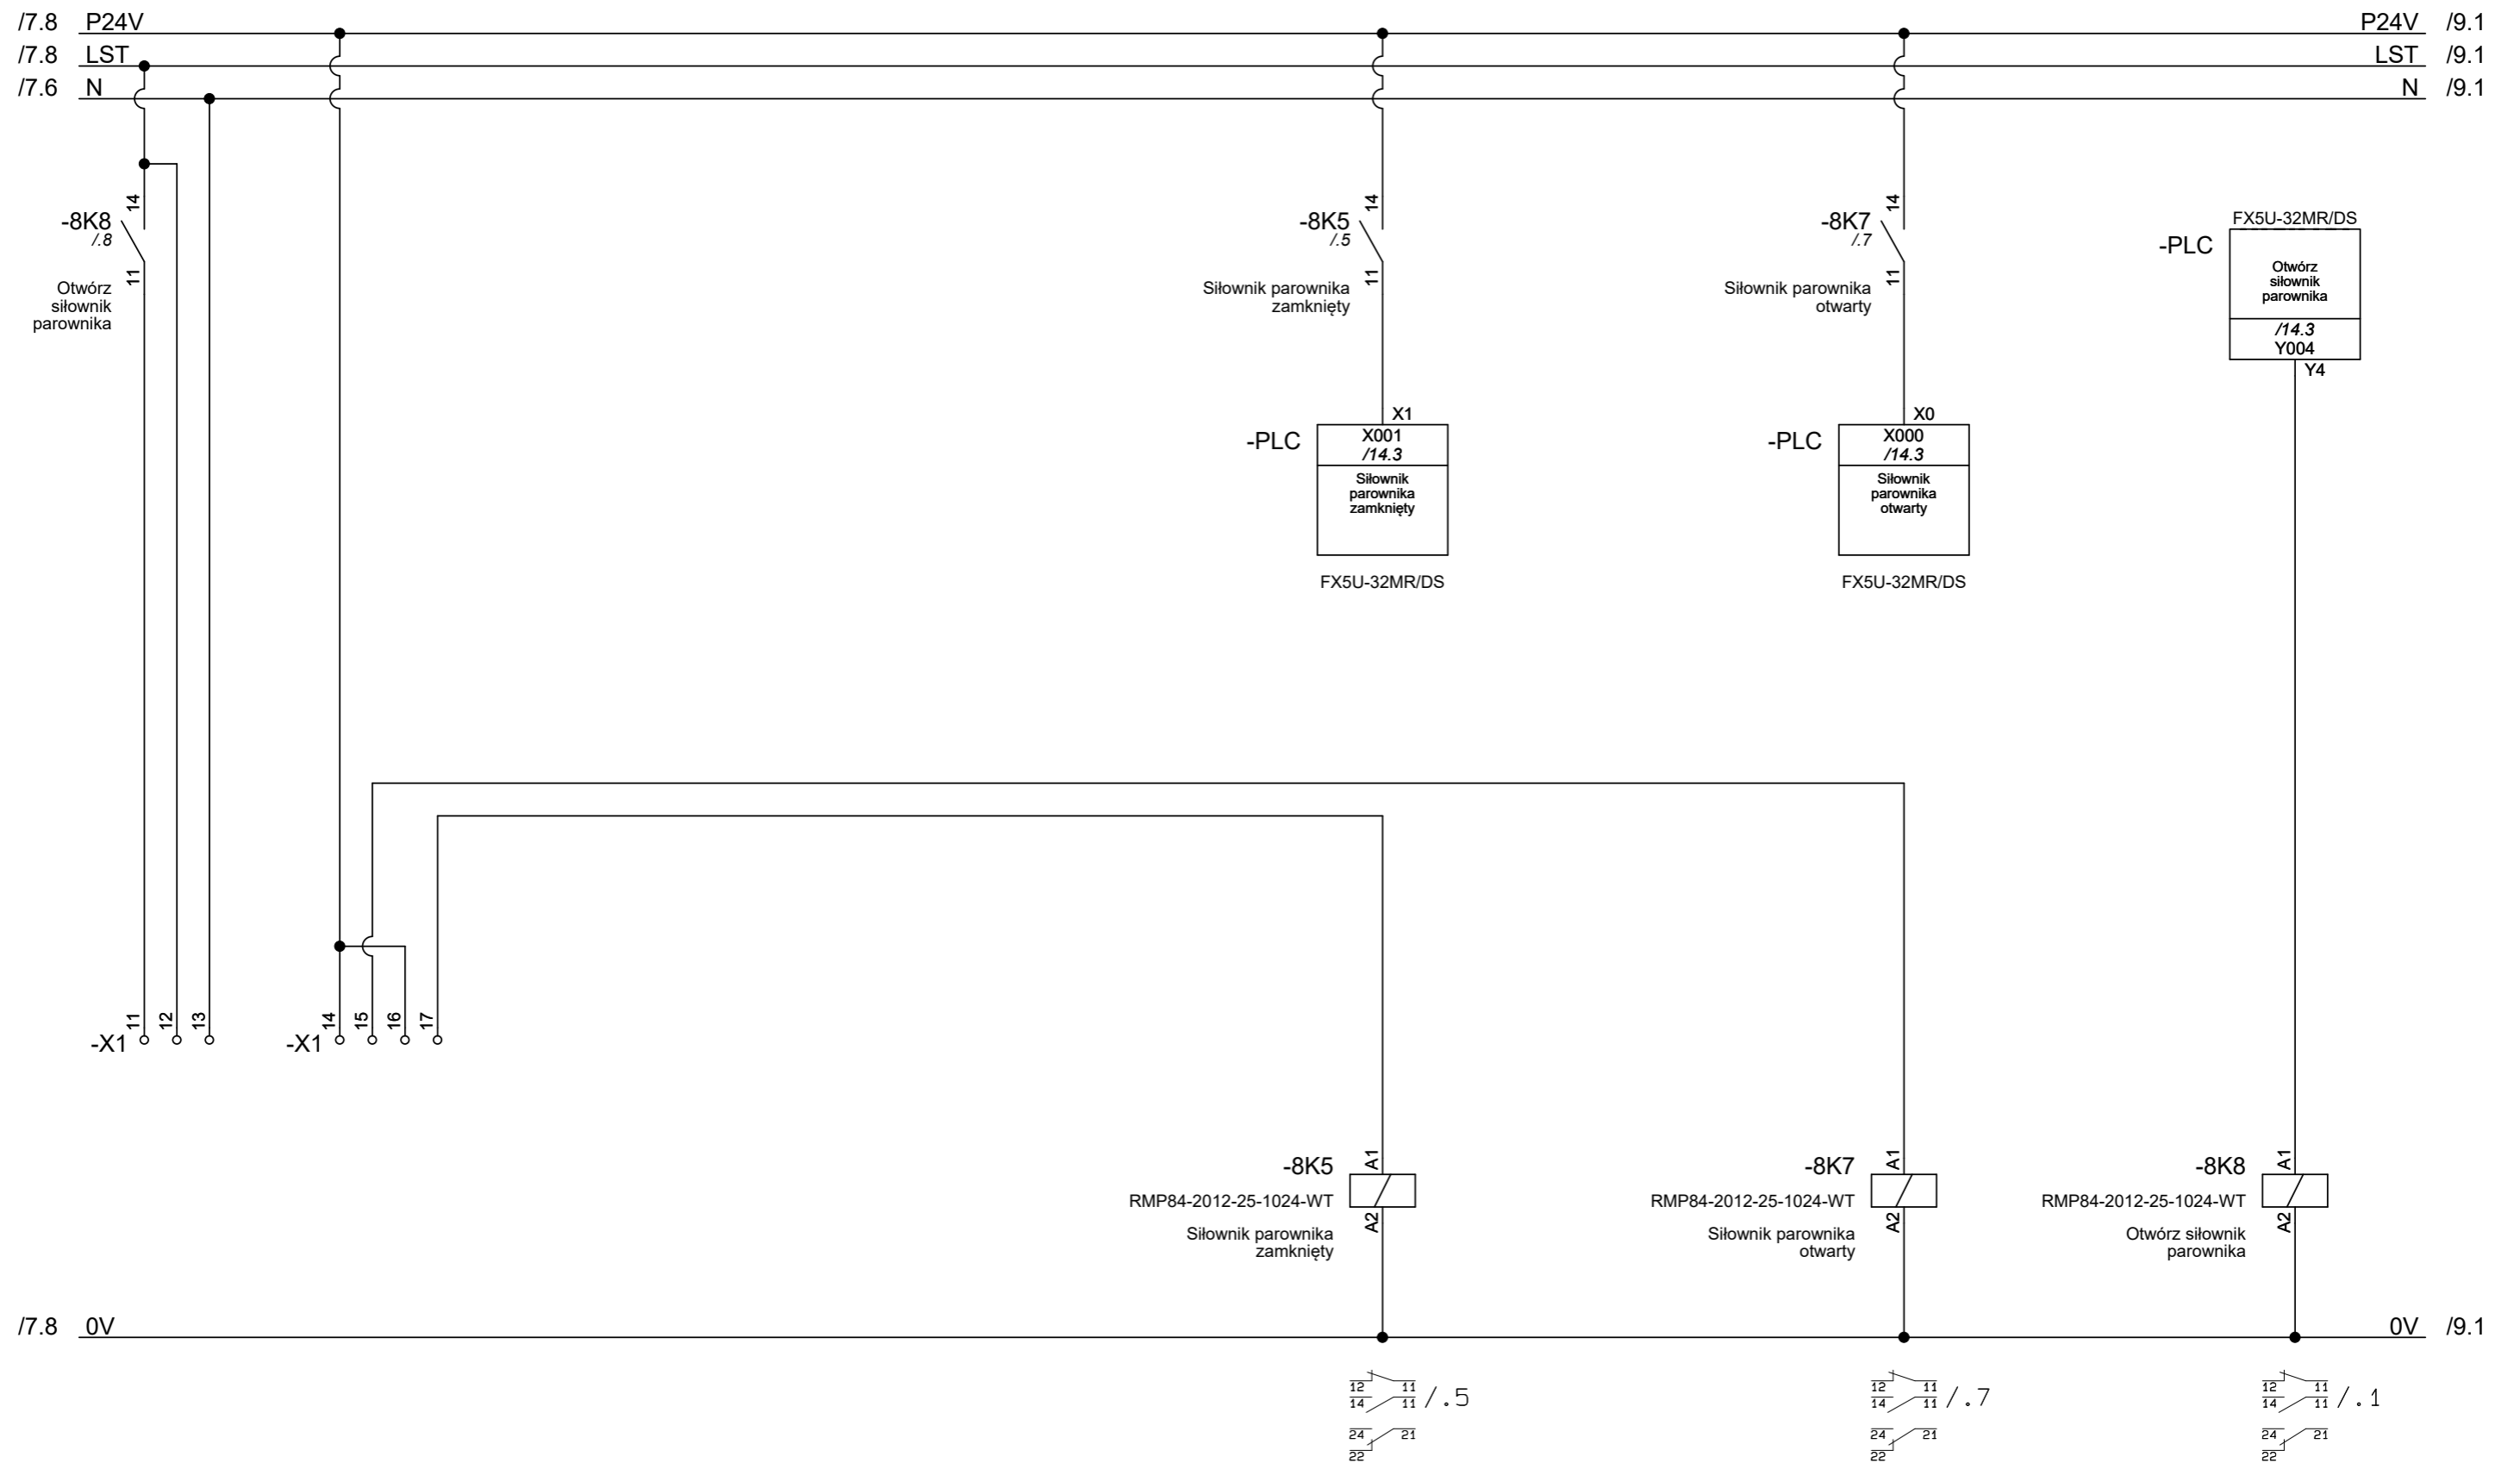 /7.8 P24V P24V /9.1
/7.8 LST LST /9.1
/7.6 N N /9.1
14
-8K8
/.8
11
Otwórz
siłownik
parownika
14
-8K5
/.5
11
Siłownik parownika
zamknięty
14
-8K7
/.7
11
Siłownik parownika
otwarty
FX5U-32MR/DS
-PLC
Otwórz
siłownik
parownika
/14.3
Y004
Y4
X1
-PLC
X001
/14.3
Siłownik
parownika
zamknięty
FX5U-32MR/DS
X0
-PLC
X000
/14.3
Siłownik
parownika
otwarty
FX5U-32MR/DS
-X1 11 12 13
-X1 14 15 16 17
-8K5
A1
RMP84-2012-25-1024-WT
A2
Siłownik parownika
zamknięty
-8K7
A1
RMP84-2012-25-1024-WT
A2
Siłownik parownika
otwarty
-8K8
A1
RMP84-2012-25-1024-WT
A2
Otwórz siłownik
parownika
/7.8 0V 0V /9.1
12 11
14 11 /.5
24 21
22
12 11
14 11 /.7
24 21
22
12 11
14 11 /.1
24 21
22